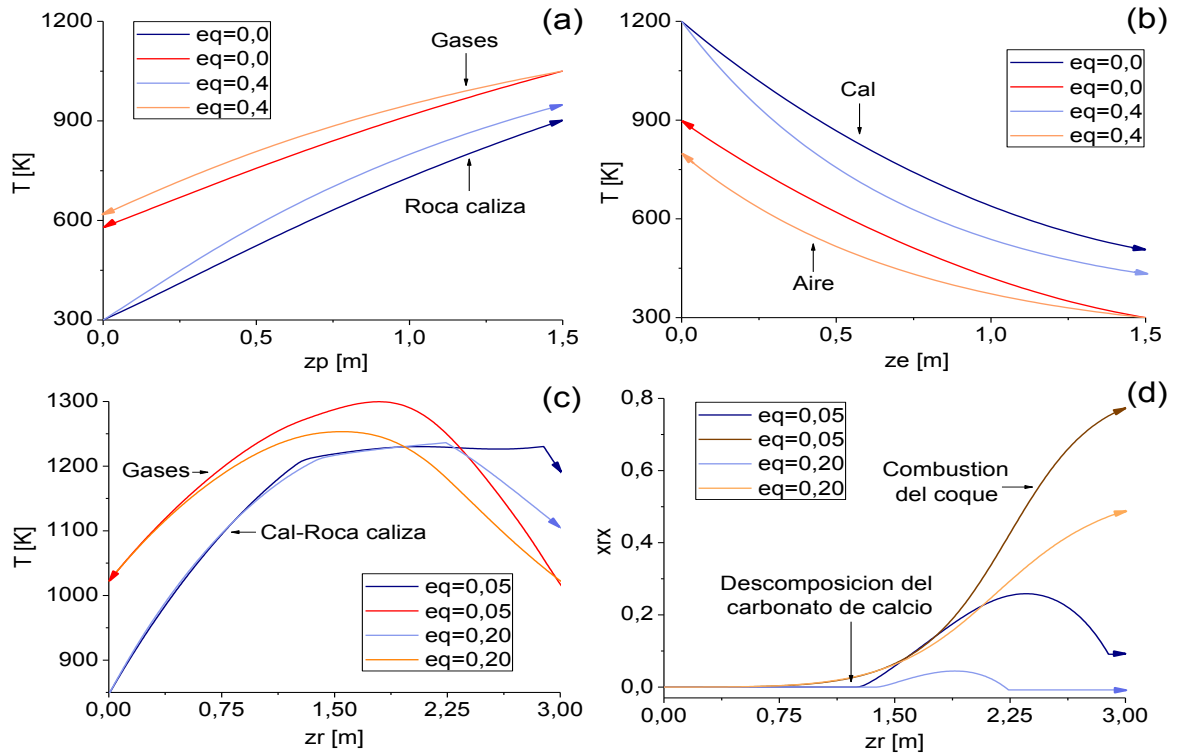 (a)
1200
900
600
300
T [K]
eq=0,0
eq=0,0
eq=0,4
eq=0,4
Gases
Roca caliza
0,0
0,5
1,0
1,5
zp [m]
(b)
1200
900
600
300
T [K]
eq=0,0
eq=0,0
eq=0,4
eq=0,4
Cal
Aire
0,0
0,5
1,0
1,5
ze [m]
(c)
1300
1200
1100
1000
900
T [K]
Gases
Cal-Roca caliza
eq=0,05
eq=0,05
eq=0,20
eq=0,20
0,00
0,75
1,50
2,25
3,00
zr [m]
(d)
0,8
0,6
0,4
0,2
0,0
xrx
eq=0,05
eq=0,05
eq=0,20
eq=0,20
Combustion
del coque
Descomposicion del
carbonato de calcio
0,00
0,75
1,50
2,25
3,00
zr [m]